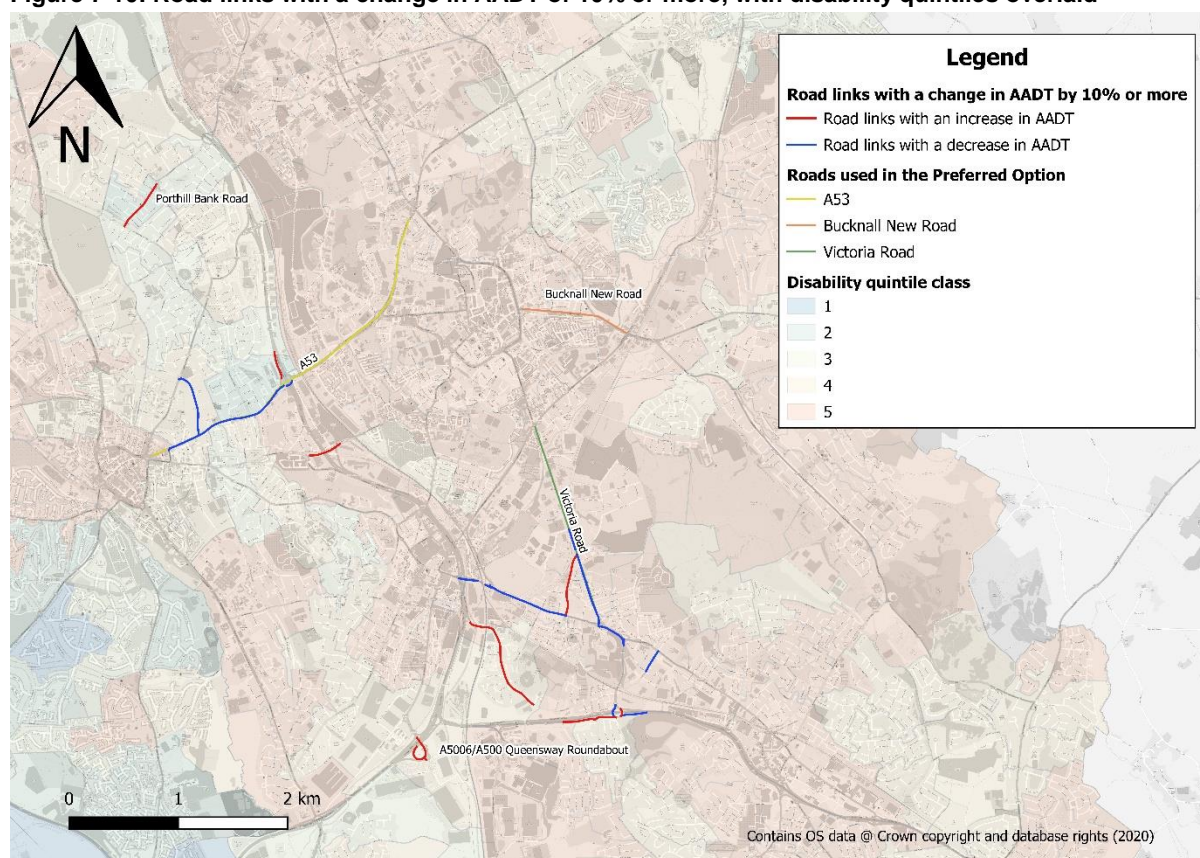 N
Legend
Road links with a change in AADT by 10% or more
Road links with an increase in AADT
Road links with a decrease in AADT
Roads used in the Preferred Option
A53
Bucknall New Road
Victoria Road
Disability quintile class
1
2
3
4
5
Porthill Bank Road
Bucknall New Road
A53
Victoria Road
A5006/A500 Queensway Roundabout
0 1 2 km
Contains OS data @ Crown copyright and database rights (2020)